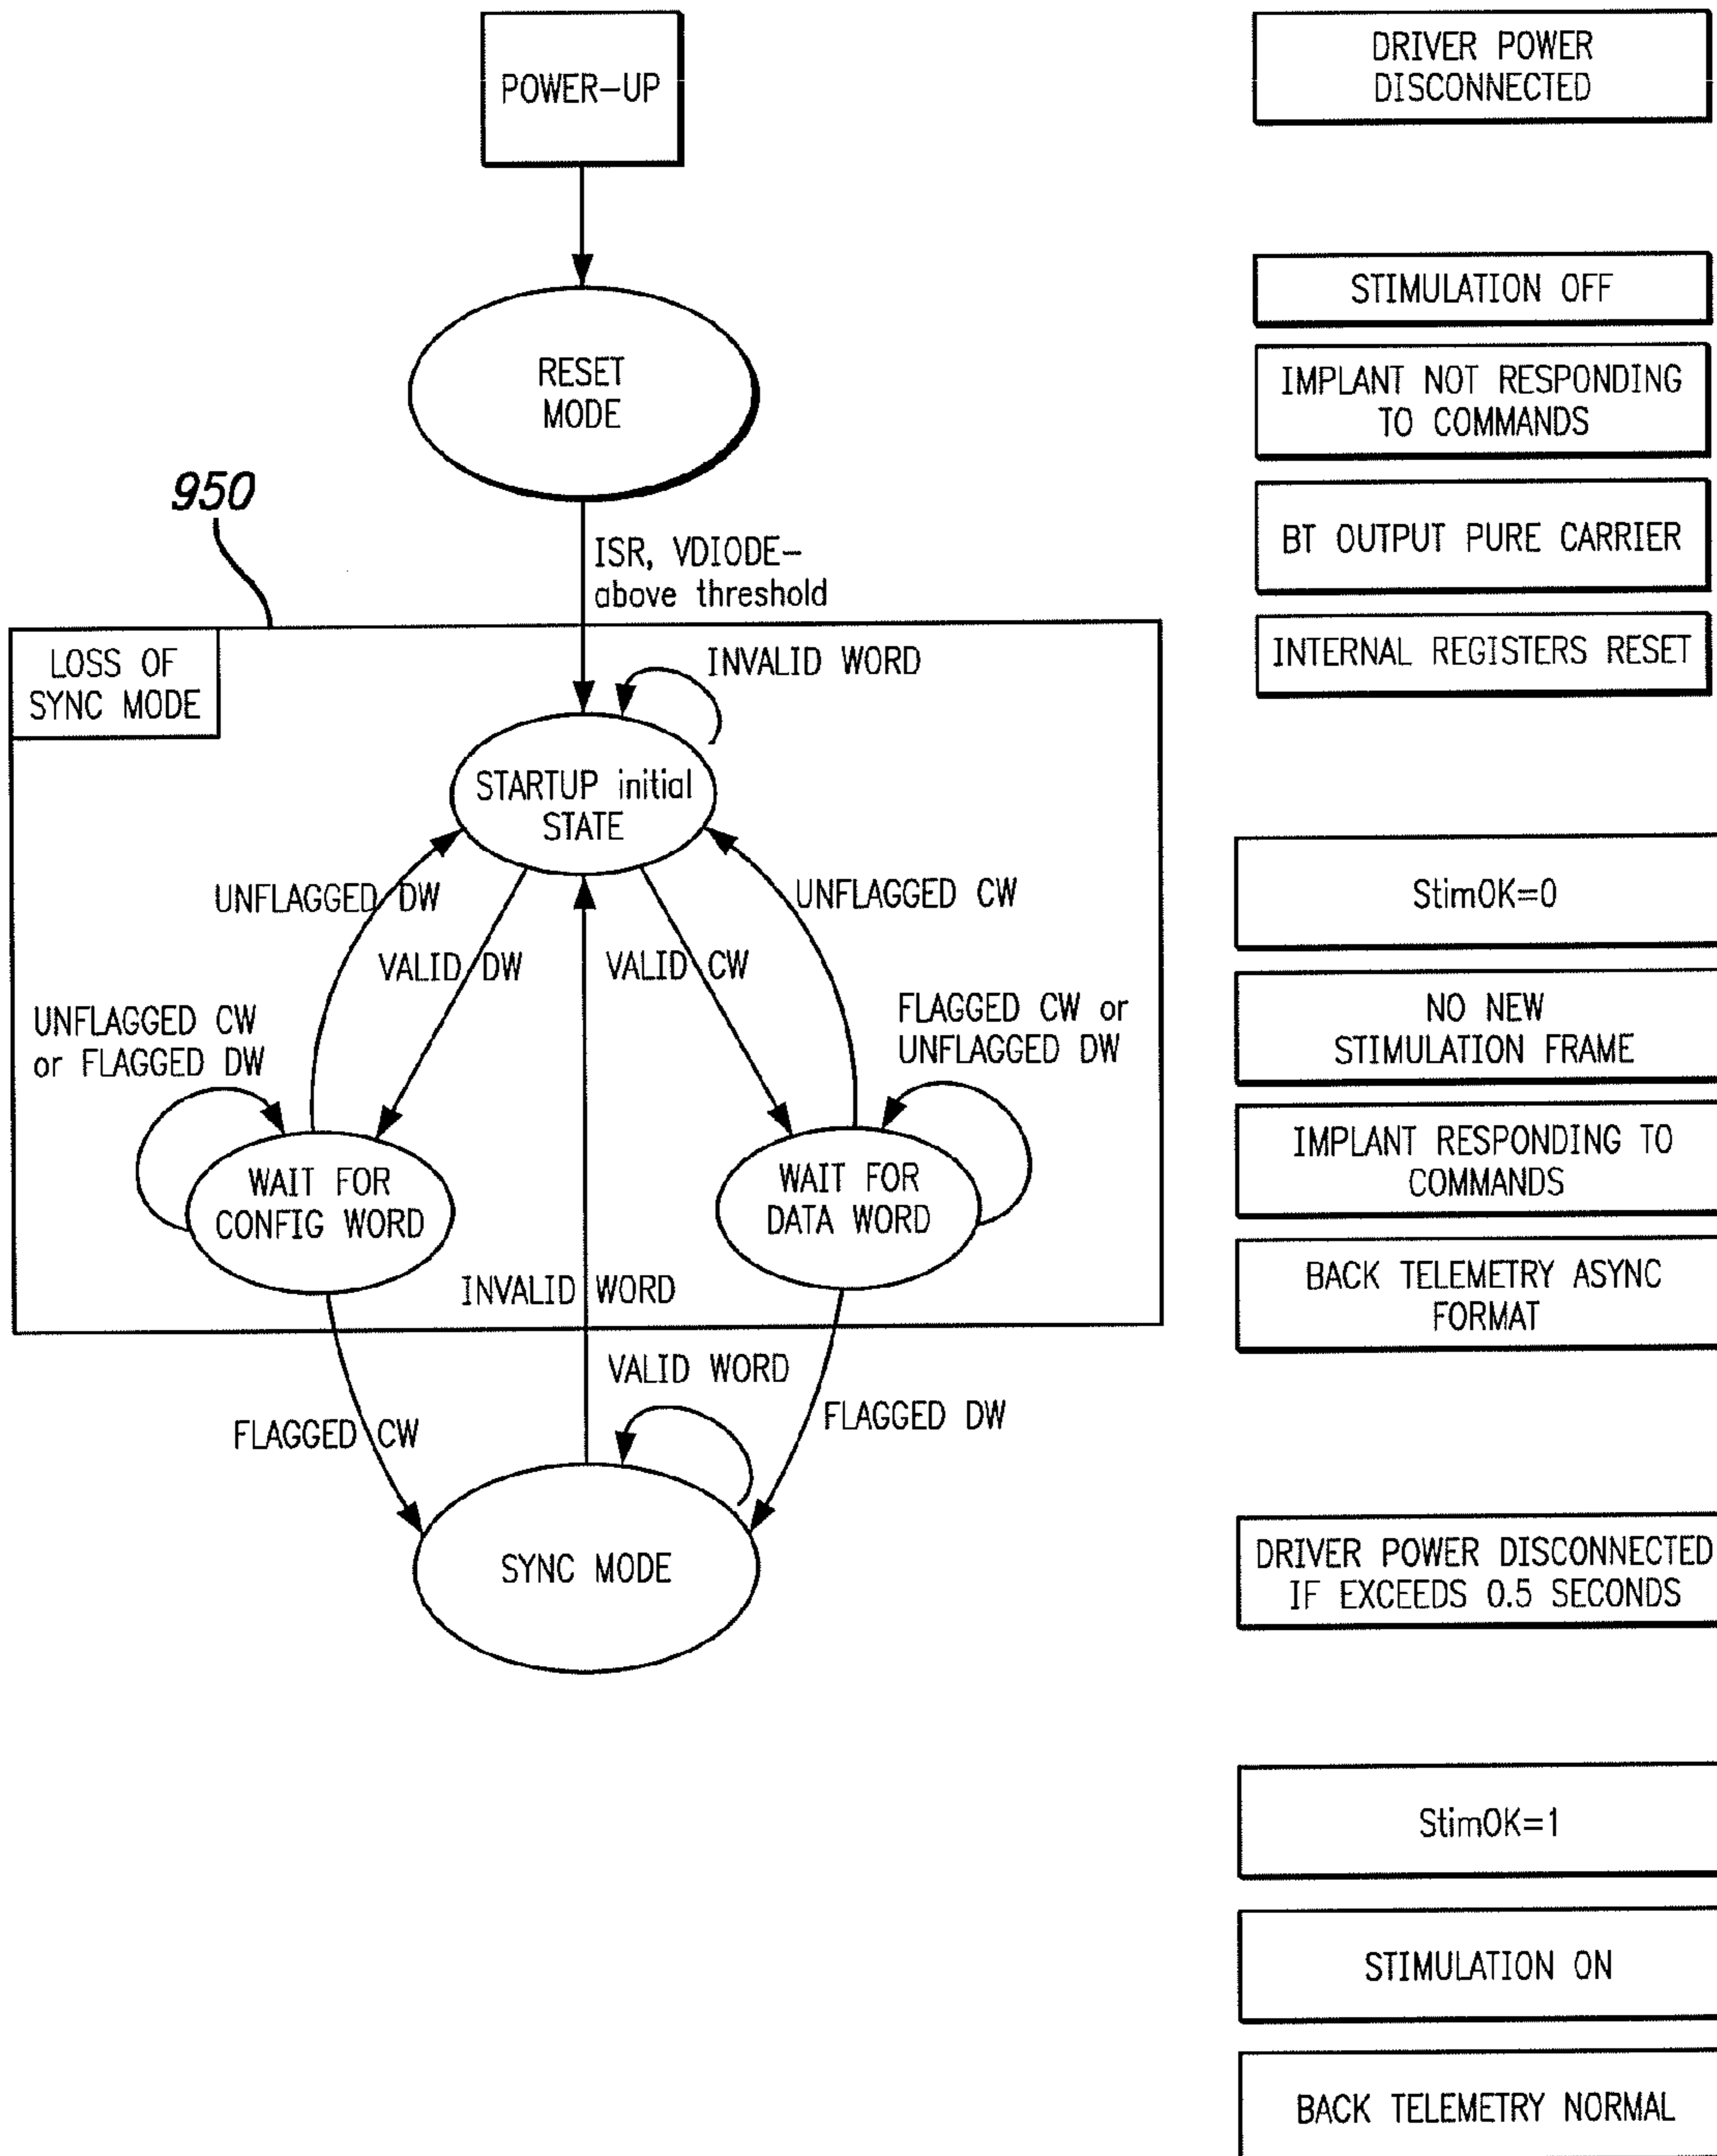 POWER-UP
RESET
MODE
950
ISR, VDIODE-
above threshold
LOSS OF
SYNC MODE
INVALID WORD
STARTUP initial
STATE
UNFLAGGED DW
UNFLAGGED CW
VALID DW
VALID CW
UNFLAGGED CW
or FLAGGED DW
FLAGGED CW or
UNFLAGGED DW
WAIT FOR
CONFIG WORD
WAIT FOR
DATA WORD
INVALID WORD
VALID WORD
FLAGGED CW
FLAGGED DW
SYNC MODE
DRIVER POWER
DISCONNECTED
STIMULATION OFF
IMPLANT NOT RESPONDING
TO COMMANDS
BT OUTPUT PURE CARRIER
INTERNAL REGISTERS RESET
StimOK=0
NO NEW
STIMULATION FRAME
IMPLANT RESPONDING TO
COMMANDS
BACK TELEMETRY ASYNC
FORMAT
DRIVER POWER DISCONNECTED
IF EXCEEDS 0.5 SECONDS
StimOK=1
STIMULATION ON
BACK TELEMETRY NORMAL